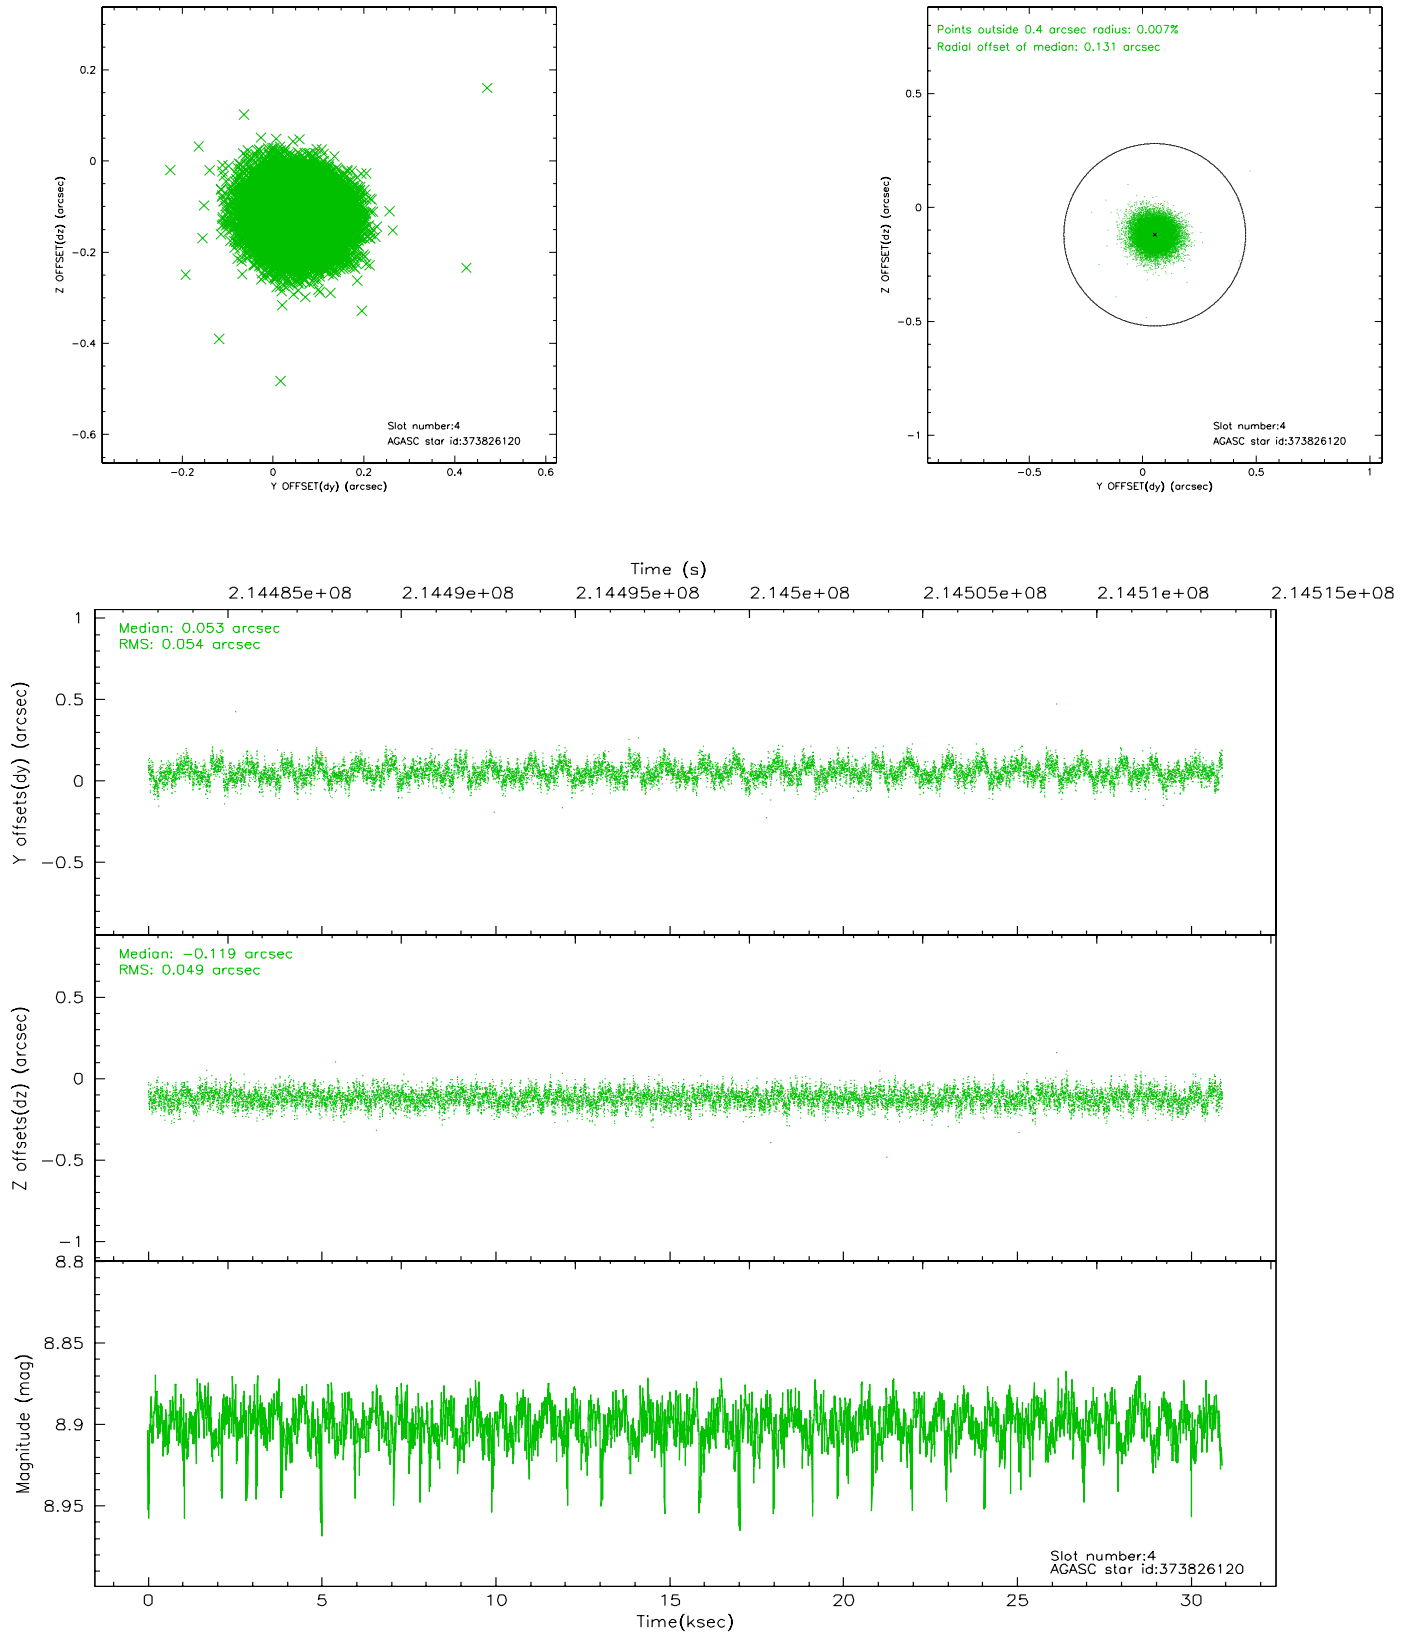 0.2
0
-0.2
-0.4
-0.6
Z OFFSET(dz) (arcsec)
Slot number:4
AGASC star id:373826120
-0.2 0 0.2 0.4 0.6
Y OFFSET(dy) (arcsec)
Points outside 0.4 arcsec radius: 0.007%
Radial offset of median: 0.131 arcsec
0.5
0
-0.5
-1
Z OFFSET(dz) (arcsec)
Slot number:4
AGASC star id:373826120
-0.5 0 0.5 1
Y OFFSET(dy) (arcsec)
Time (s)
2.14485e+08 2.1449e+08 2.14495e+08 2.145e+08 2.14505e+08 2.1451e+08 2.14515e+08
Median: 0.053 arcsec
RMS: 0.054 arcsec
1
0.5
0
-0.5
Y offsets(dy) (arcsec)
Median: -0.119 arcsec
RMS: 0.049 arcsec
0.5
0
-0.5
-1
Z offsets(dz) (arcsec)
8.8
8.85
8.9
8.95
Magnitude (mag)
Slot number:4
AGASC star id:373826120
0 5 10 15 20 25 30
Time(ksec)